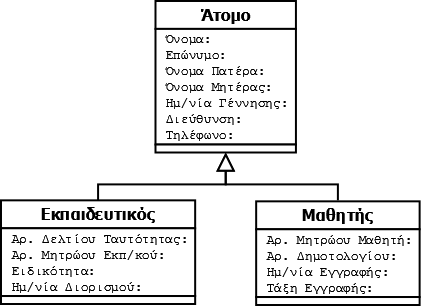 Άτομο
Όνομα:
Επώνυμο:
Όνομα Πατέρα:
Όνομα Μητέρας:
Ημ/νία Γέννησης:
Διεύθυνση:
Τηλέφωνο:
Εκπαιδευτικός
Αρ. Δελτίου Ταυτότητας:
Αρ. Μητρώου Εκπ/κού:
Ειδικότητα:
Ημ/νία Διορισμού:
Μαθητής
Αρ. Μητρώου Μαθητή:
Αρ. Δημοτολογίου:
Ημ/νία Εγγραφής:
Τάξη Εγγραφής: